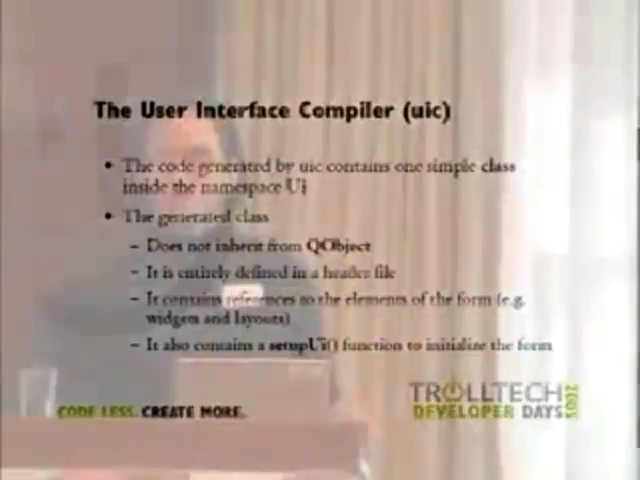 The User Interface Compiler (uic)
• The code generated by uic contains one simple class
inside the namespace Ui
• The generated class
– Does not inherit from QObject
– It is entirely defined in a header file
– It contains references to the elements of the form (e.g.
widgets and layouts)
– It also contains a setupUi() function to initialize the form
CODE LESS. CREATE MORE.
TROLLTECH
DEVELOPER DAYS